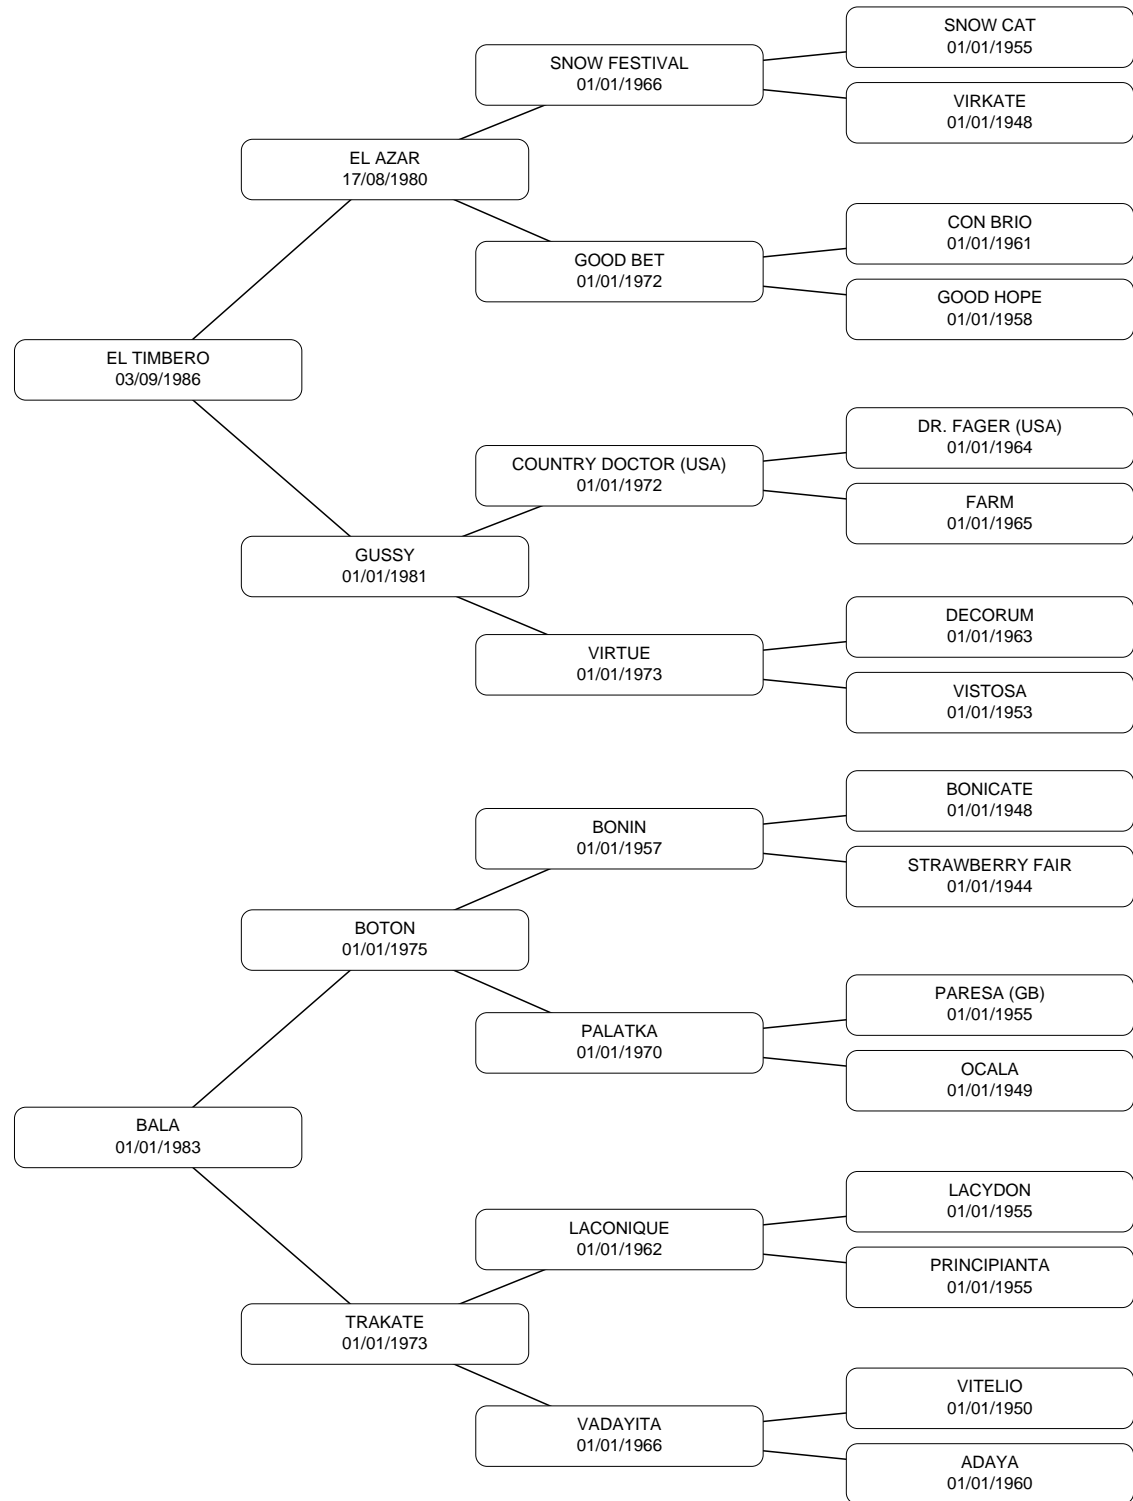 SNOW CAT
01/01/1955
SNOW FESTIVAL
01/01/1966
VIRKATE
01/01/1948
EL AZAR
17/08/1980
CON BRIO
01/01/1961
GOOD BET
01/01/1972
GOOD HOPE
01/01/1958
EL TIMBERO
03/09/1986
DR. FAGER (USA)
01/01/1964
COUNTRY DOCTOR (USA)
01/01/1972
FARM
01/01/1965
GUSSY
01/01/1981
DECORUM
01/01/1963
VIRTUE
01/01/1973
VISTOSA
01/01/1953
BONICATE
01/01/1948
BONIN
01/01/1957
STRAWBERRY FAIR
01/01/1944
BOTON
01/01/1975
PARESA (GB)
01/01/1955
PALATKA
01/01/1970
OCALA
01/01/1949
BALA
01/01/1983
LACYDON
01/01/1955
LACONIQUE
01/01/1962
PRINCIPIANTA
01/01/1955
TRAKATE
01/01/1973
VITELIO
01/01/1950
VADAYITA
01/01/1966
ADAYA
01/01/1960